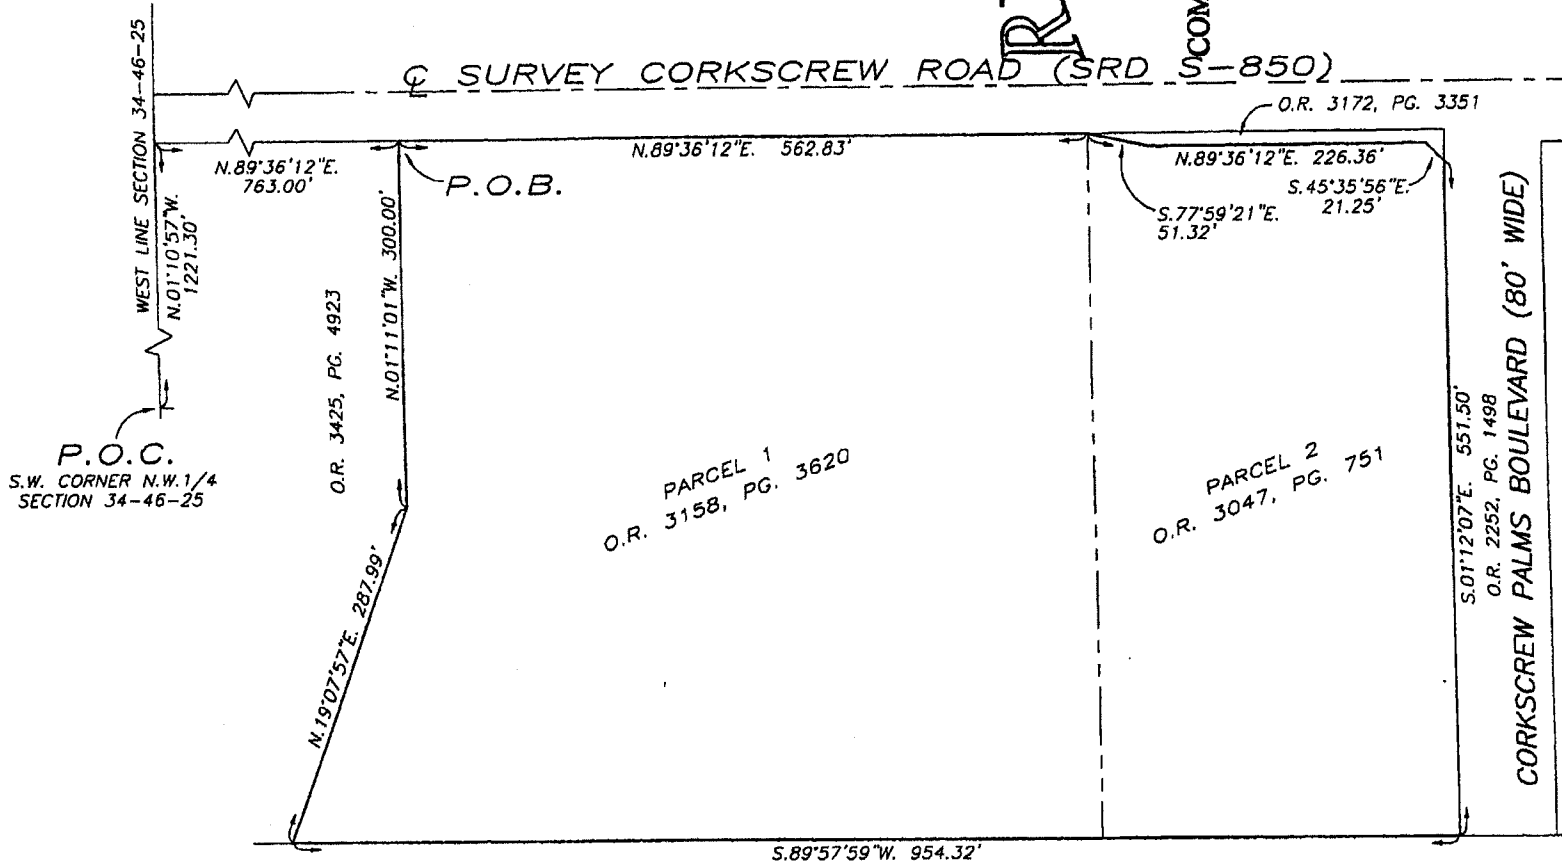 COM
R
℄ SURVEY CORKSCREW ROAD (SRD S-850)
O.R. 3172, PG. 3351
WEST LINE SECTION 34-46-25
N.01°10'57"W.
1221.30'
N.89°36'12"E.
763.00'
P.O.B.
N.89°36'12"E. 562.83'
N.89°36'12"E. 226.36'
S.45°35'56"E.
21.25'
S.77°59'21"E.
51.32'
N.01°11'01"W. 300.00'
O.R. 3425, PG. 4923
P.O.C.
S.W. CORNER N.W.1/4
SECTION 34-46-25
PARCEL 1
O.R. 3158, PG. 3620
PARCEL 2
O.R. 3047, PG. 751
S.01°12'07"E. 551.50'
O.R. 2252, PG. 1498
CORKSCREW PALMS BOULEVARD (80' WIDE)
N.19°07'57"E. 287.99'
S.89°57'59"W. 954.32'